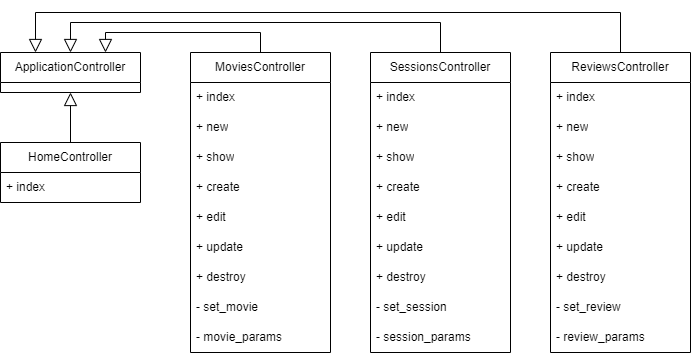 ApplicationController
HomeController
+ index
MoviesController
+ index
+ new
+ show
+ create
+ edit
+ update
+ destroy
- set_movie
- movie_params
SessionsController
+ index
+ new
+ show
+ create
+ edit
+ update
+ destroy
- set_session
- session_params
ReviewsController
+ index
+ new
+ show
+ create
+ edit
+ update
+ destroy
- set_review
- review_params